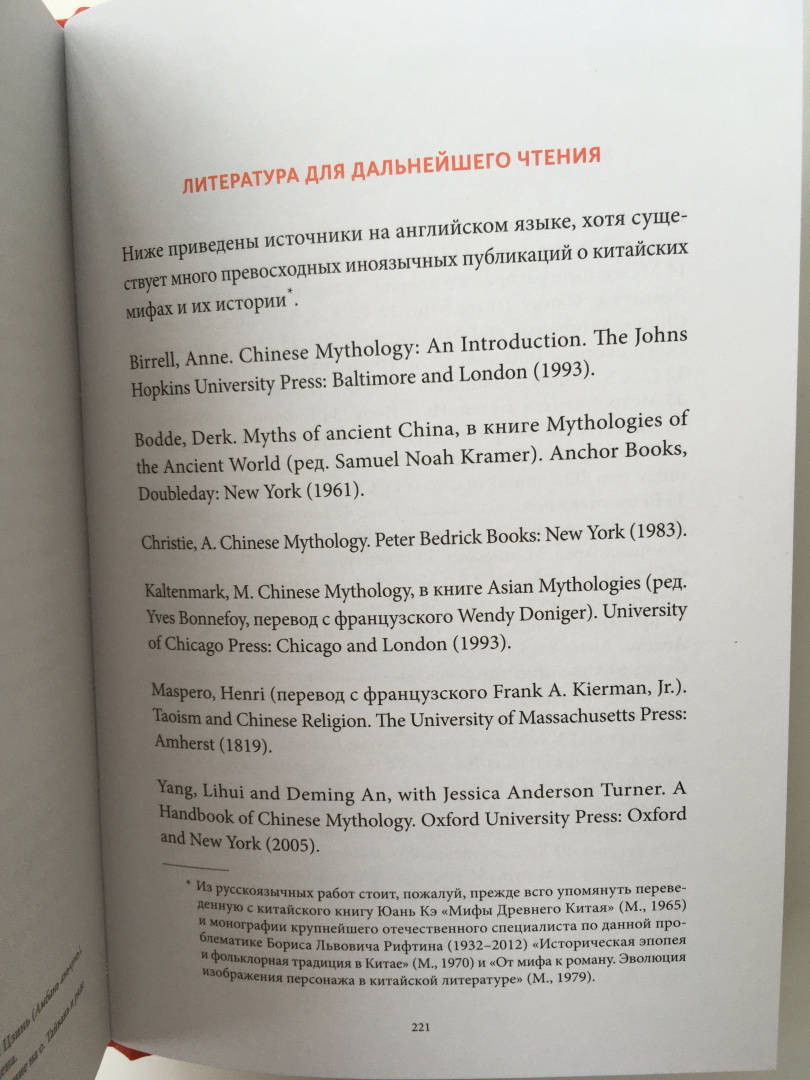 ЛИТЕРАТУРА ДЛЯ ДАЛЬНЕЙШЕГО ЧТЕНИЯ
Ниже приведены источники на английском языке, хотя суще-
ствует много превосходных иноязычных публикаций о китайских
мифах и их истории*.
Birrell, Anne. Chinese Mythology: An Introduction. The Johns
Hopkins University Press: Baltimore and London (1993).
Bodde, Derk. Myths of ancient China, в книге Mythologies of
the Ancient World (ред. Samuel Noah Kramer). Anchor Books,
Doubleday: New York (1961).
Christie, A. Chinese Mythology. Peter Bedrick Books: New York (1983).
Kaltenmark, M. Chinese Mythology, в книге Asian Mythologies (ред.
Yves Bonnefoy, перевод с французского Wendy Doniger). University
of Chicago Press: Chicago and London (1993).
Maspero, Henri (перевод с французского Frank A. Kierman, Jr.).
Taoism and Chinese Religion. The University of Massachusetts Press:
Amherst (1819).
Yang, Lihui and Deming An, with Jessica Anderson Turner. A
Handbook of Chinese Mythology. Oxford University Press: Oxford
and New York (2005).
* Из русскоязычных работ стоит, пожалуй, прежде всго упомянуть переве-
денную с китайского книгу Юань Кэ «Мифы Древнего Китая» (М., 1965)
и монографии крупнейшего отечественного специалиста по данной про-
блематике Бориса Львовича Рифтина (1932–2012) «Историческая эпопея
и фольклорная традиция в Китае» (М., 1970) и «От мифа к роману. Эволюция
изображения персонажа в китайской литературе» (М., 1979).
221